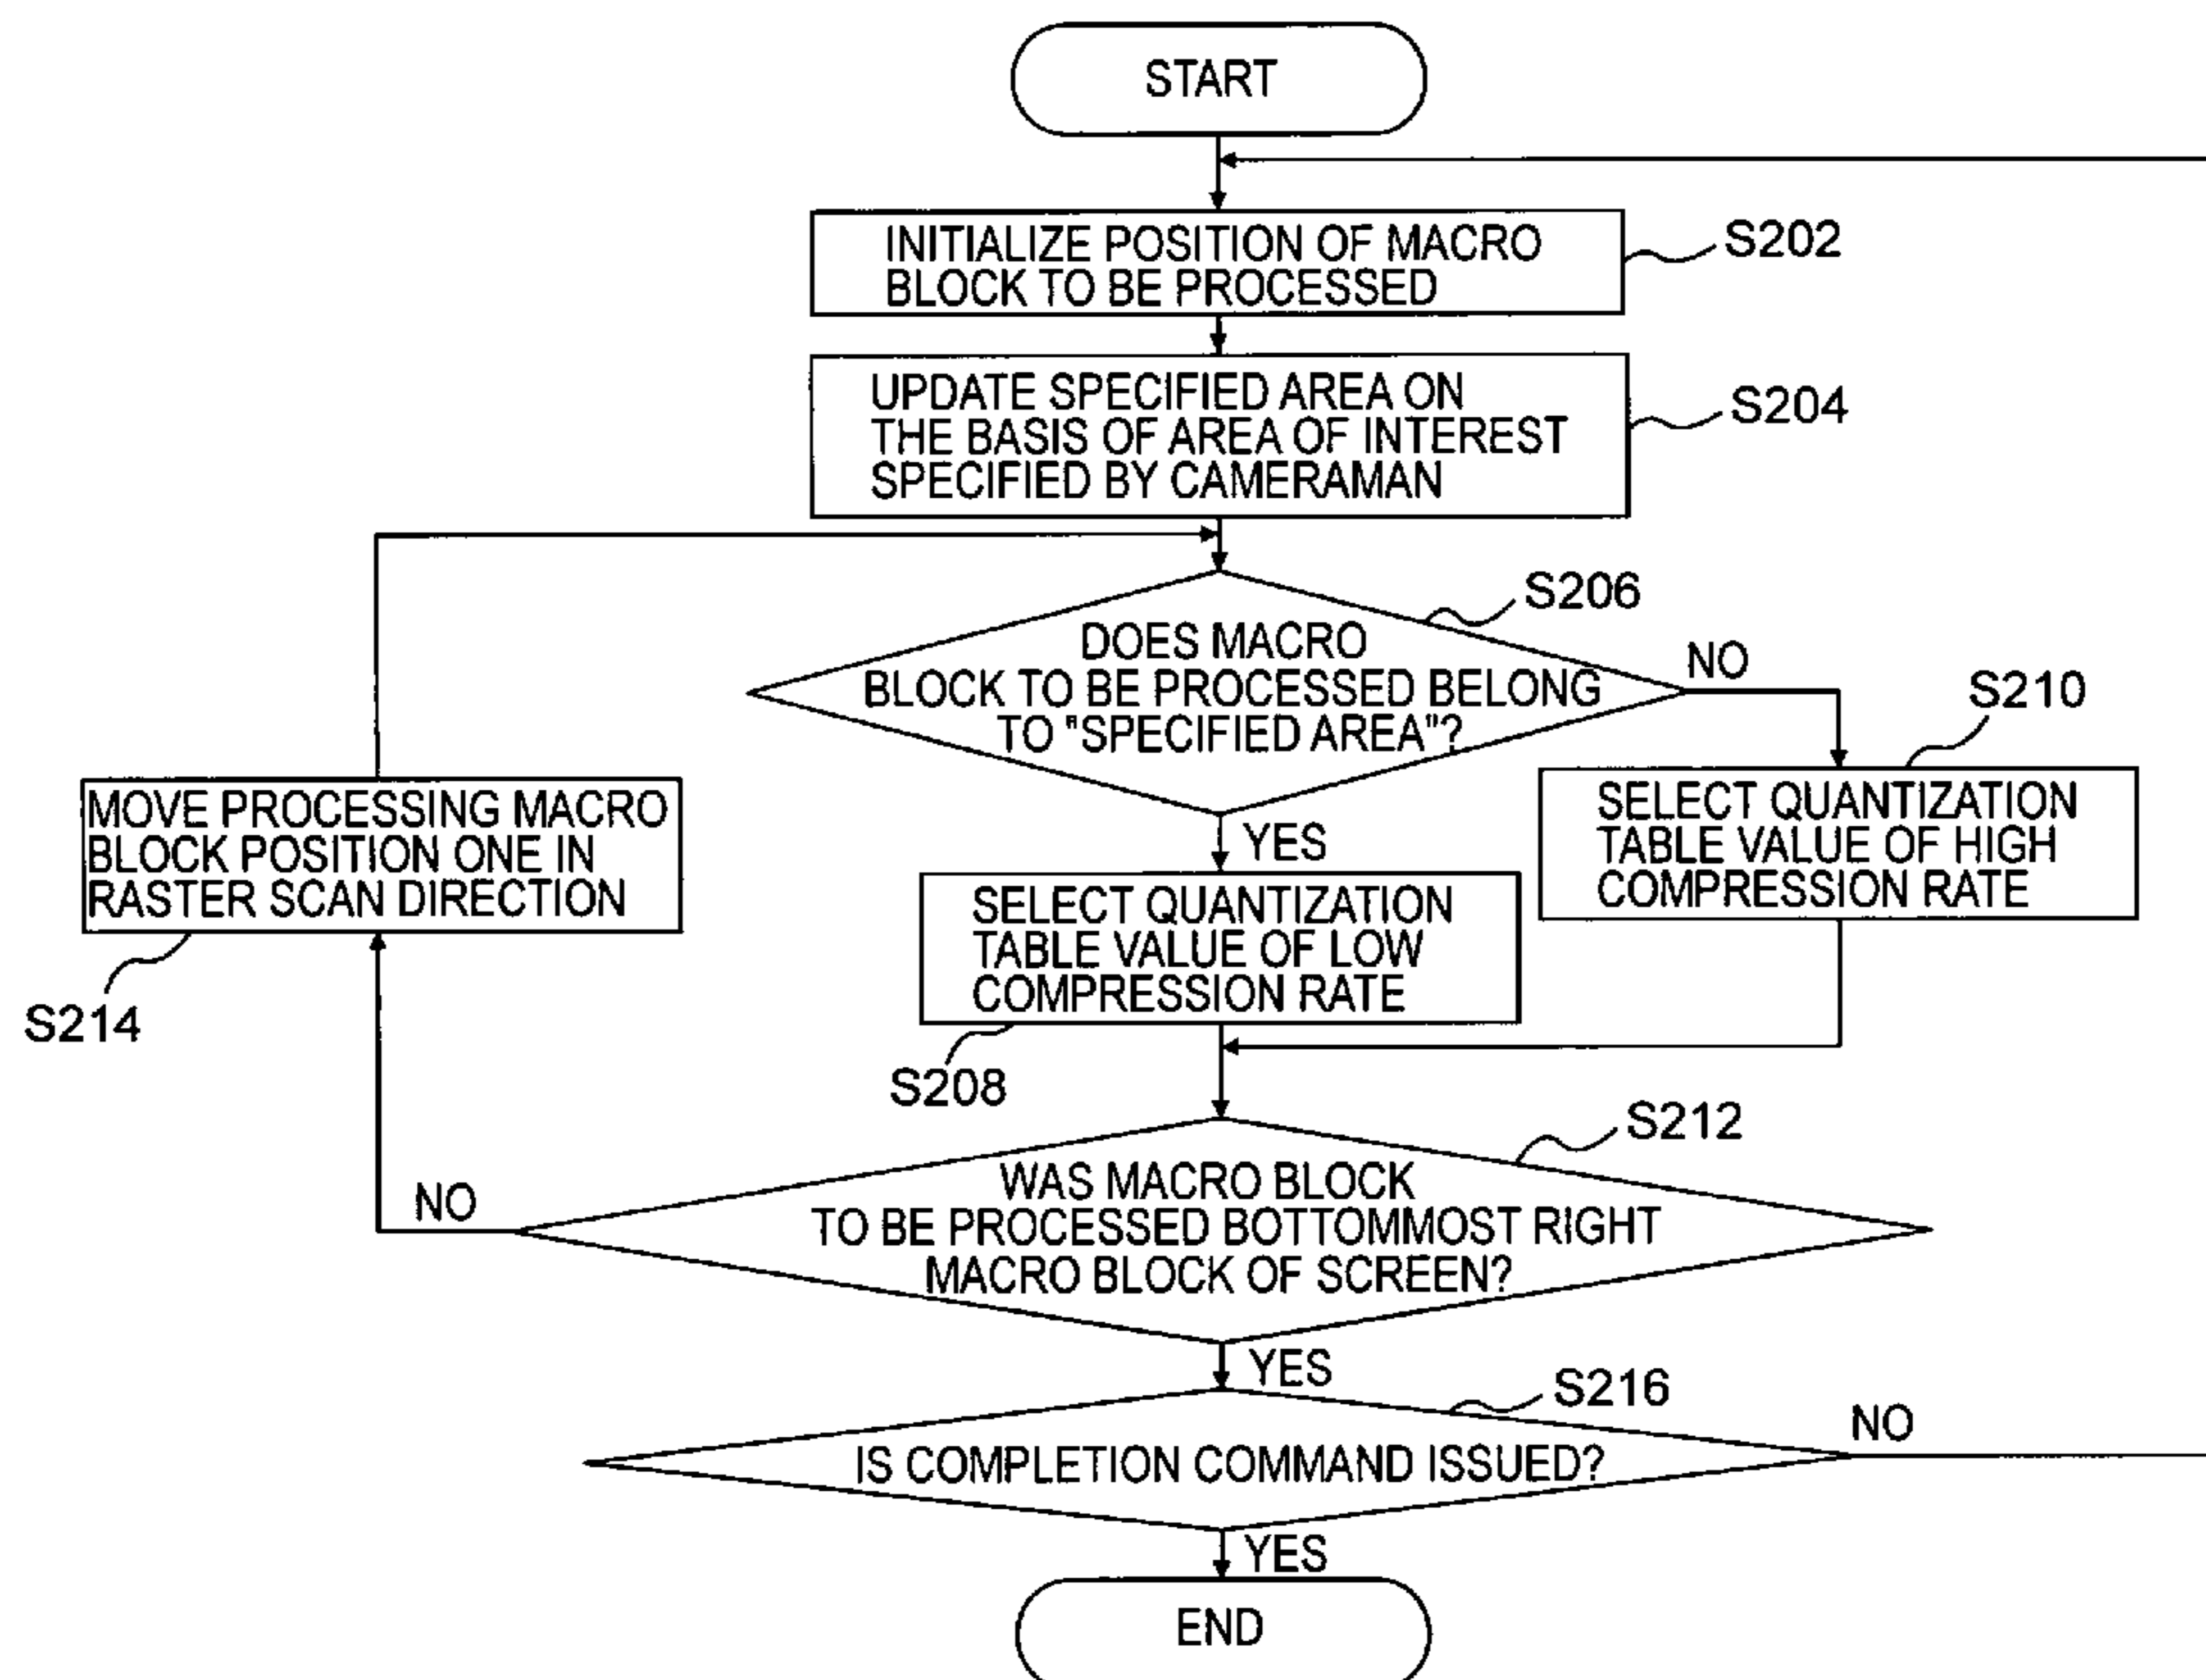 START
INITIALIZE POSITION OF MACRO
BLOCK TO BE PROCESSED
S202
UPDATE SPECIFIED AREA ON
THE BASIS OF AREA OF INTEREST
SPECIFIED BY CAMERAMAN
S204
S206
DOES MACRO
BLOCK TO BE PROCESSED BELONG
TO "SPECIFIED AREA"?
NO
S210
SELECT QUANTIZATION
TABLE VALUE OF HIGH
COMPRESSION RATE
MOVE PROCESSING MACRO
BLOCK POSITION ONE IN
RASTER SCAN DIRECTION
S214
YES
SELECT QUANTIZATION
TABLE VALUE OF LOW
COMPRESSION RATE
S208
S212
WAS MACRO BLOCK
TO BE PROCESSED BOTTOMMOST RIGHT
MACRO BLOCK OF SCREEN?
NO
YES
S216
IS COMPLETION COMMAND ISSUED?
NO
YES
END